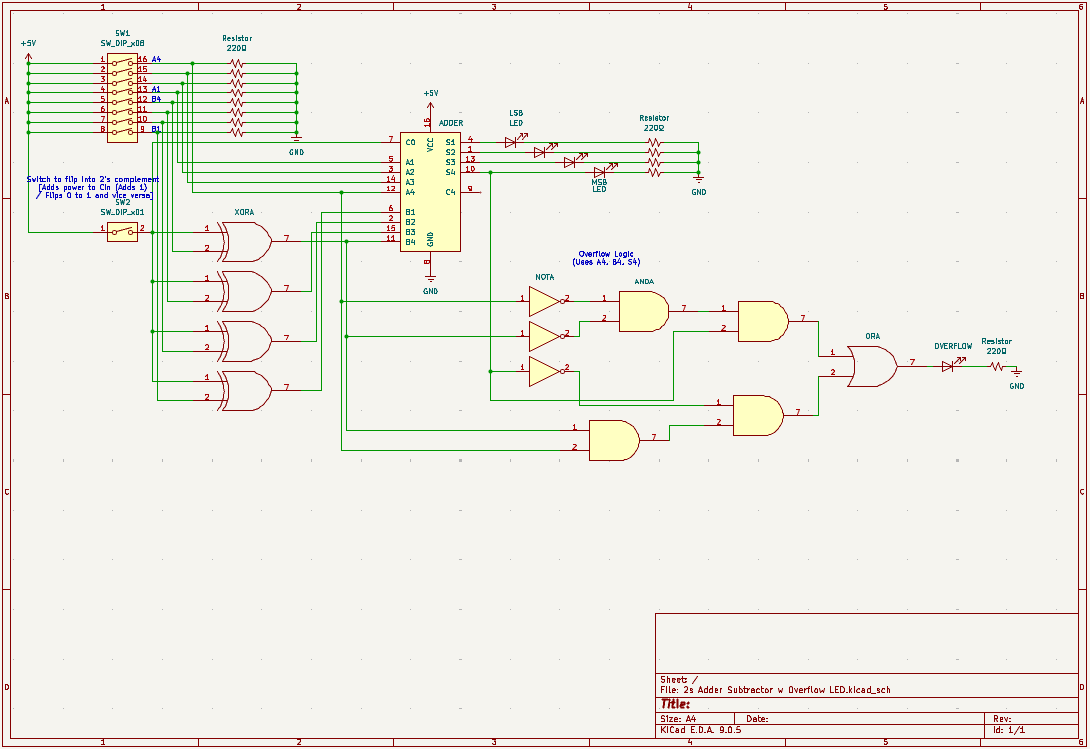 1 2 3 4 5 6
SW1
SW_DIP_x08
+5V
Resistor
220Ω
1 16 A4
2 15
3 14
4 13 A1
5 12 B4
6 11
7 10
8 9 B1
GND
+5V
ADDER
16
VCC
7 C0
5 A1
3 A2
14 A3
12 A4
6 B1
2 B2
15 B3
11 B4
S1 4
S2 1
S3 13
S4 10
C4 9
GND
8
GND
LSB
LED
MSB
LED
Resistor
220Ω
GND
Switch to flip into 2's complement
[Adds power to Cin (Adds 1)
/ Flips 0 to 1 and vice versa]
SW2
SW_DIP_x01
1 2
XORA
1
2
7
1
2
7
1
2
7
1
2
7
Overflow Logic
(Uses A4, B4, S4)
NOTA
1 2
1 2
1 2
ANDA
1
2
7
1
2
7
1
2
7
1
2
7
ORA
1
2
7
OVERFLOW
Resistor
220Ω
GND
A
B
C
D
A
B
C
D
Sheet: /
File: 2s Adder Subtractor w Overflow LED.kicad_sch
Title:
Size: A4 Date: Rev:
KiCad E.D.A. 9.0.5 Id: 1/1
1 2 3 4 5 6